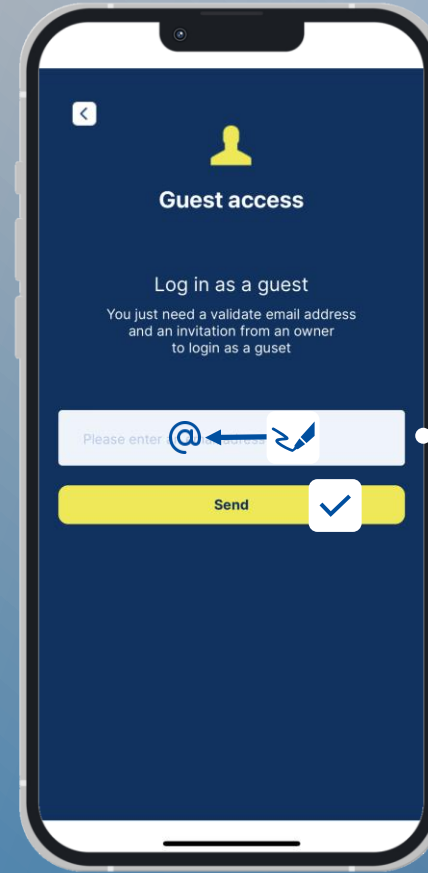 Guest access
Log in as a guest
You just need a validate email address
and an invitation from an owner
to login as a guset
Please enter
@
Send